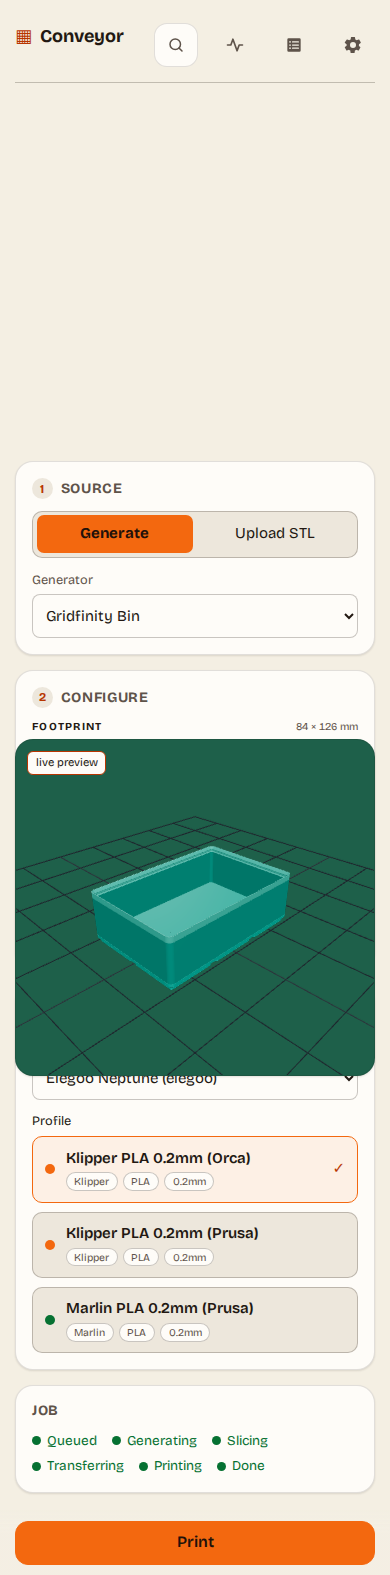 Conveyor
1 SOURCE
Generate Upload STL
Generator
Gridfinity Bin
2 CONFIGURE
FOOTPRINT 84 × 126 mm
live preview
Elegoo Neptune (elegoo)
Profile
Klipper PLA 0.2mm (Orca)
✓
Klipper PLA 0.2mm
Klipper PLA 0.2mm (Prusa)
Klipper PLA 0.2mm
Marlin PLA 0.2mm (Prusa)
Marlin PLA 0.2mm
JOB
Queued Generating Slicing
Transferring Printing Done
Print